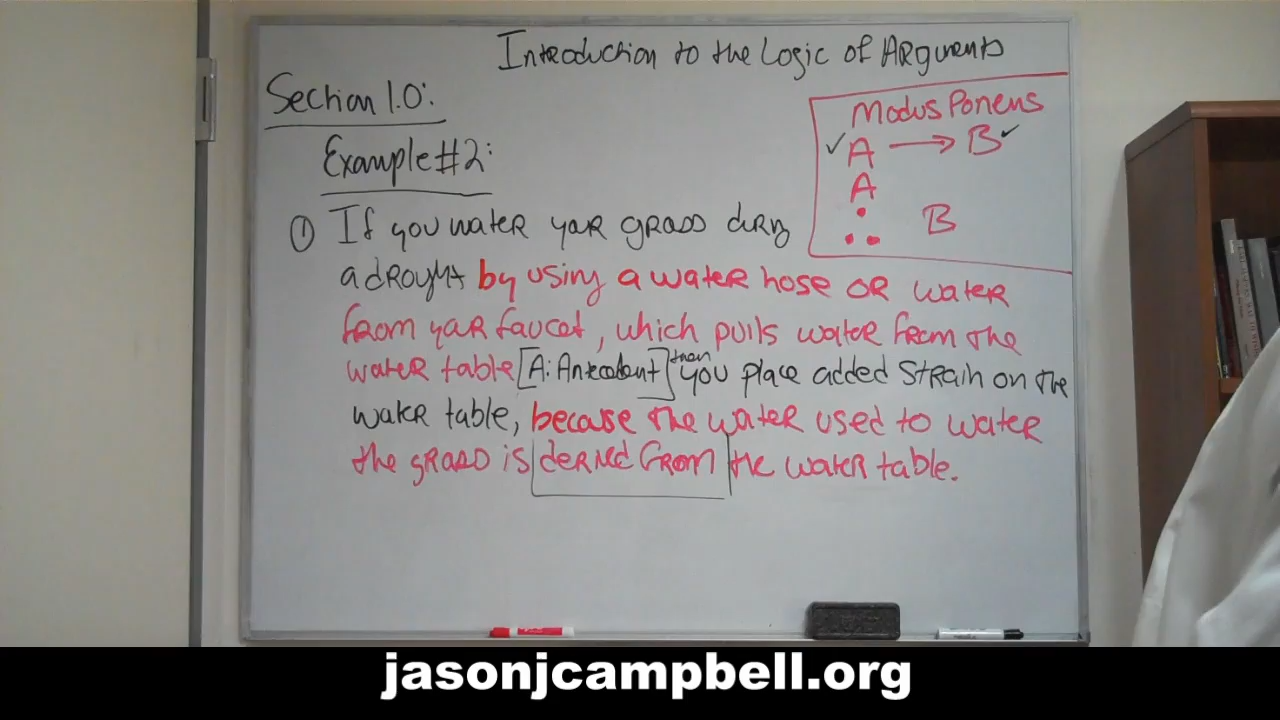 Introduction to the Logic of Arguments
Section 1.0:
Example #2:
Modus Ponens
A → B
A
∴ B
① If you water your grass during
a drought by using a water hose or water
from your faucet, which pulls water from the
water table [A: Antecedent] then you place added strain on the
water table, because the water used to water
the grass is derived from the water table.
jasonjcampbell.org